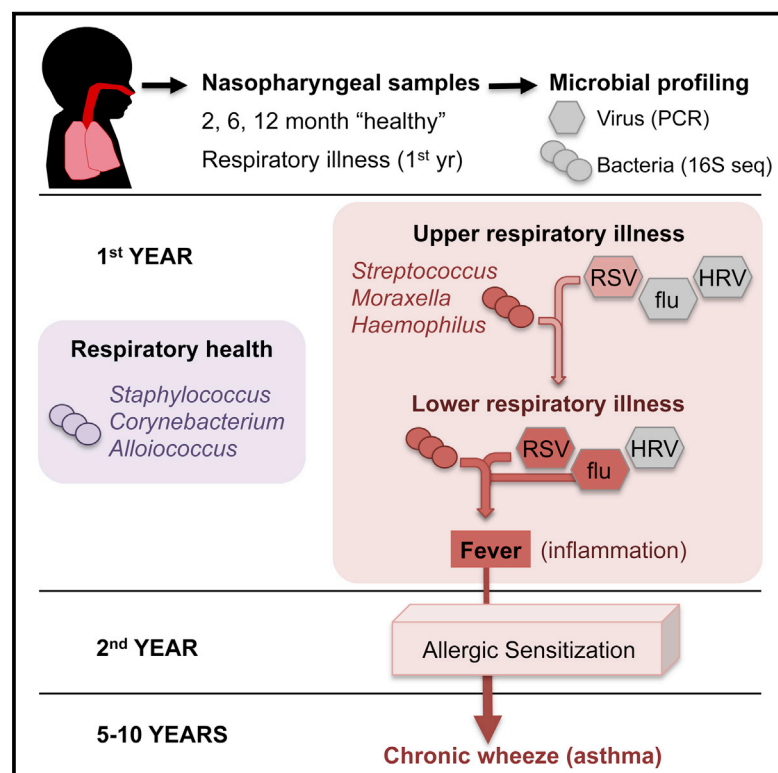 Nasopharyngeal samples
2, 6, 12 month “healthy”
Respiratory illness (1st yr)
Microbial profiling
Virus (PCR)
Bacteria (16S seq)
1st YEAR
Respiratory health
Staphylococcus
Corynebacterium
Alloiococcus
Upper respiratory illness
Streptococcus
Moraxella
Haemophilus
RSV
flu
HRV
Lower respiratory illness
RSV
flu
HRV
Fever (inflammation)
2nd YEAR
Allergic Sensitization
5-10 YEARS
Chronic wheeze (asthma)